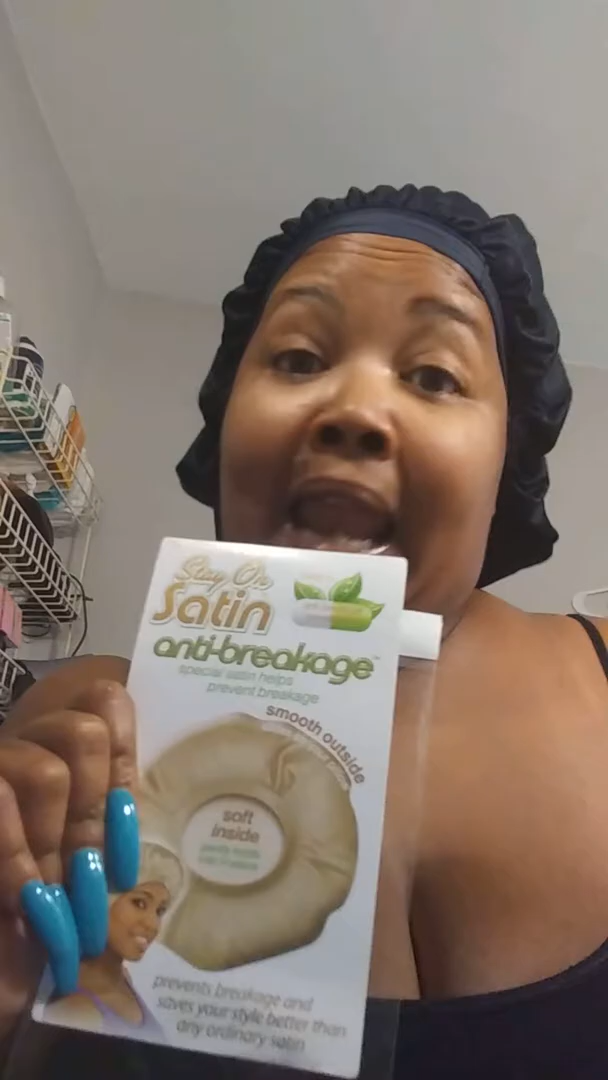 Stay On
Satin
anti-breakage™
special satin helps
prevent breakage
smooth outside
soft
inside
prevents breakage and
saves your style better than
any ordinary satin